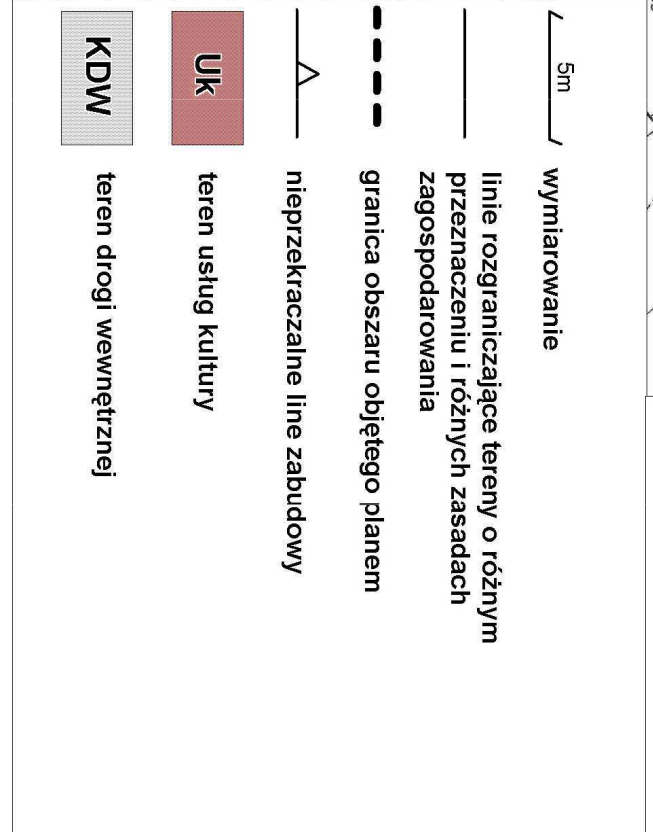 5m wymiarowanie
linie rozgraniczające tereny o różnym
przeznaczeniu i różnych zasadach
zagospodarowania
granica obszaru objętego planem
nieprzekraczalne line zabudowy
Uk teren usług kultury
KDW teren drogi wewnętrznej